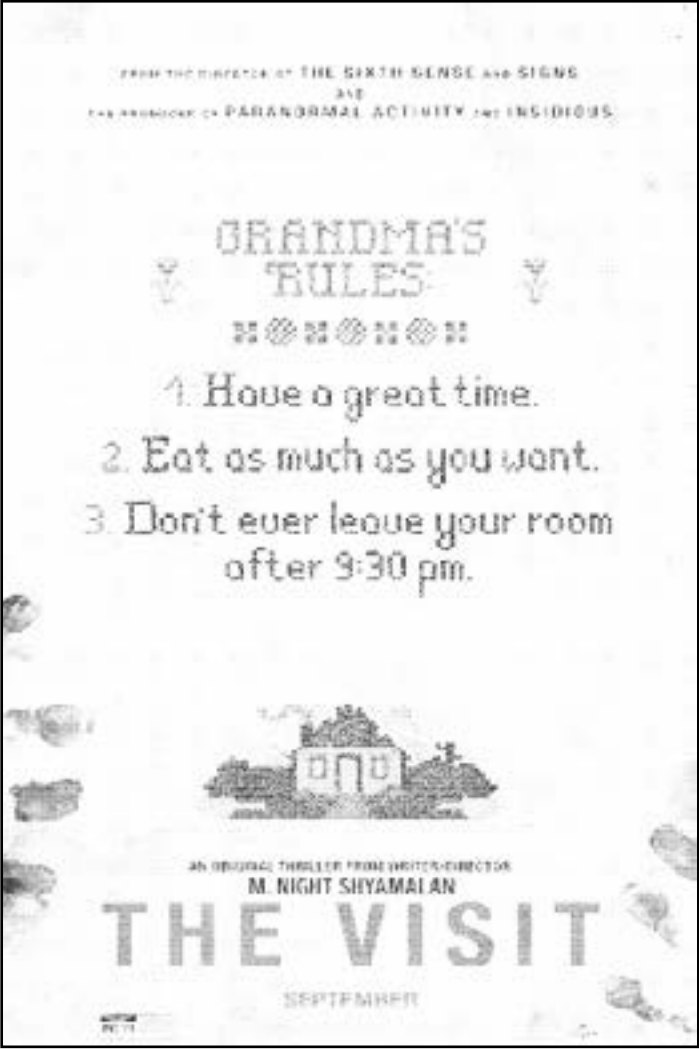 FROM THE DIRECTOR OF THE SIXTH SENSE AND SIGNS
AND
THE PRODUCER OF PARANORMAL ACTIVITY AND INSIDIOUS
GRANDMA'S
RULES
1. Have a great time.
2. Eat as much as you want.
3. Don't ever leave your room
after 9:30 pm.
AN ORIGINAL THRILLER FROM WRITER/DIRECTOR
M. NIGHT SHYAMALAN
THE VISIT
SEPTEMBER